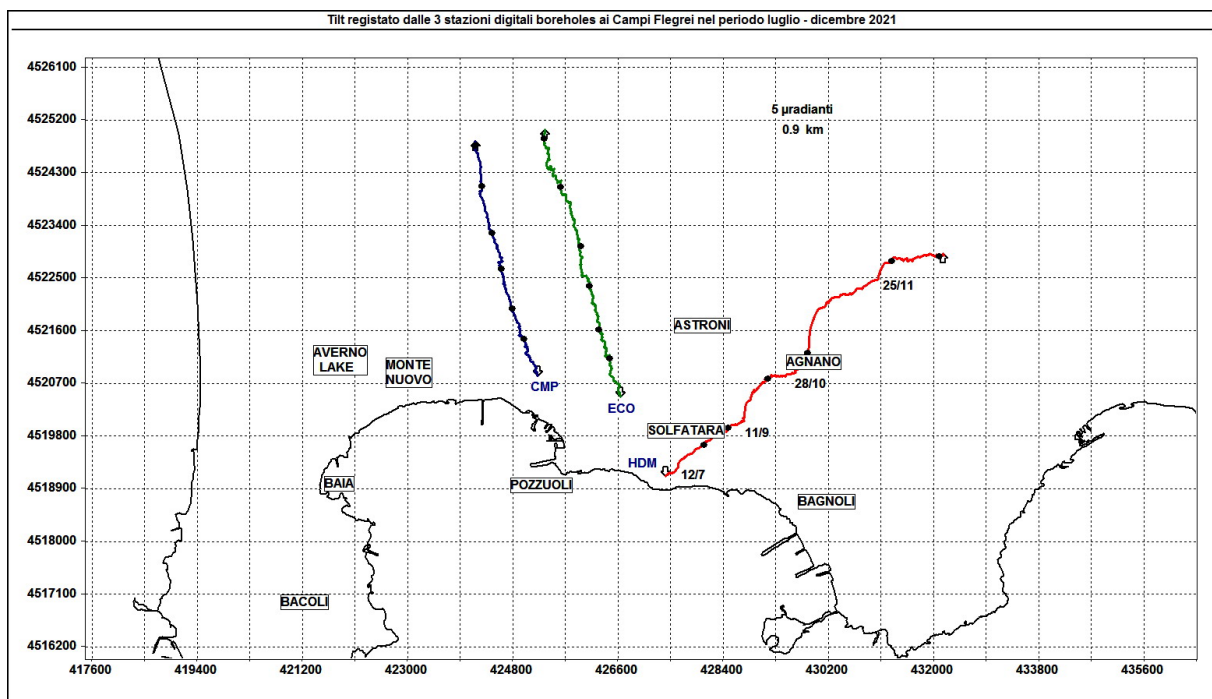 Tilt registato dalle 3 stazioni digitali boreholes ai Campi Flegrei nel periodo luglio - dicembre 2021
4526100
5 µradianti
4525200
0.9 km
4524300
4523400
4522500
25/11
4521600
ASTRONI
AVERNO
LAKE
MONTE
NUOVO
AGNANO
4520700
CMP
28/10
ECO
4519800
SOLFATARA
11/9
HDM
12/7
4518900
BAIA
POZZUOLI
BAGNOLI
4518000
4517100
BACOLI
4516200
417600 419400 421200 423000 424800 426600 428400 430200 432000 433800 435600